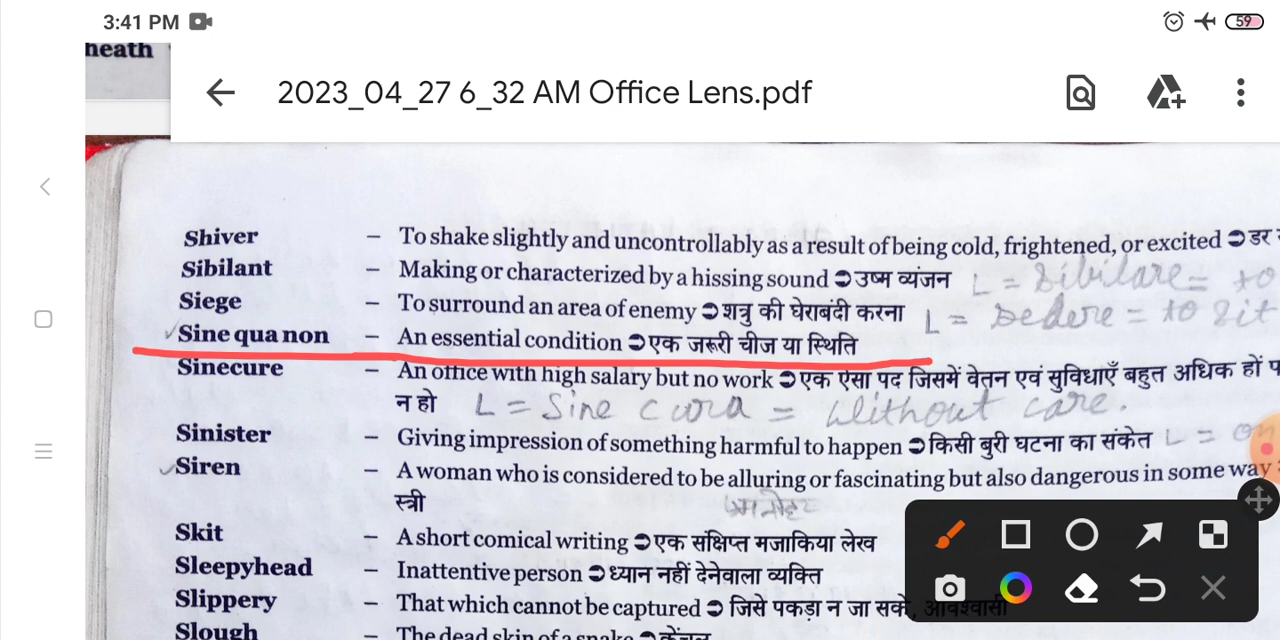 3:41 PM
59
heath
2023_04_27 6_32 AM Office Lens.pdf
Shiver – To shake slightly and uncontrollably as a result of being cold, frightened, or excited ➲ डर
Sibilant – Making or characterized by a hissing sound ➲ उष्म व्यंजन L = Sibilare = to
Siege – To surround an area of enemy ➲ शत्रु की घेराबंदी करना L = Sedere = to sit
Sine qua non – An essential condition ➲ एक जरूरी चीज या स्थिति
Sinecure – An office with high salary but no work ➲ एक ऐसा पद जिसमें वेतन एवं सुविधाएँ बहुत अधिक हों
न हो L = Sine cura = Without care.
Sinister – Giving impression of something harmful to happen ➲ किसी बुरी घटना का संकेत L =
Siren – A woman who is considered to be alluring or fascinating but also dangerous in some way
स्त्री
Skit – A short comical writing ➲ एक संक्षिप्त मजाकिया लेख
Sleepyhead – Inattentive person ➲ ध्यान नहीं देनेवाला व्यक्ति
Slippery – That which cannot be captured ➲ जिसे पकड़ा न जा सके,
Slough – The dead skin of a snake ➲ केंचुल